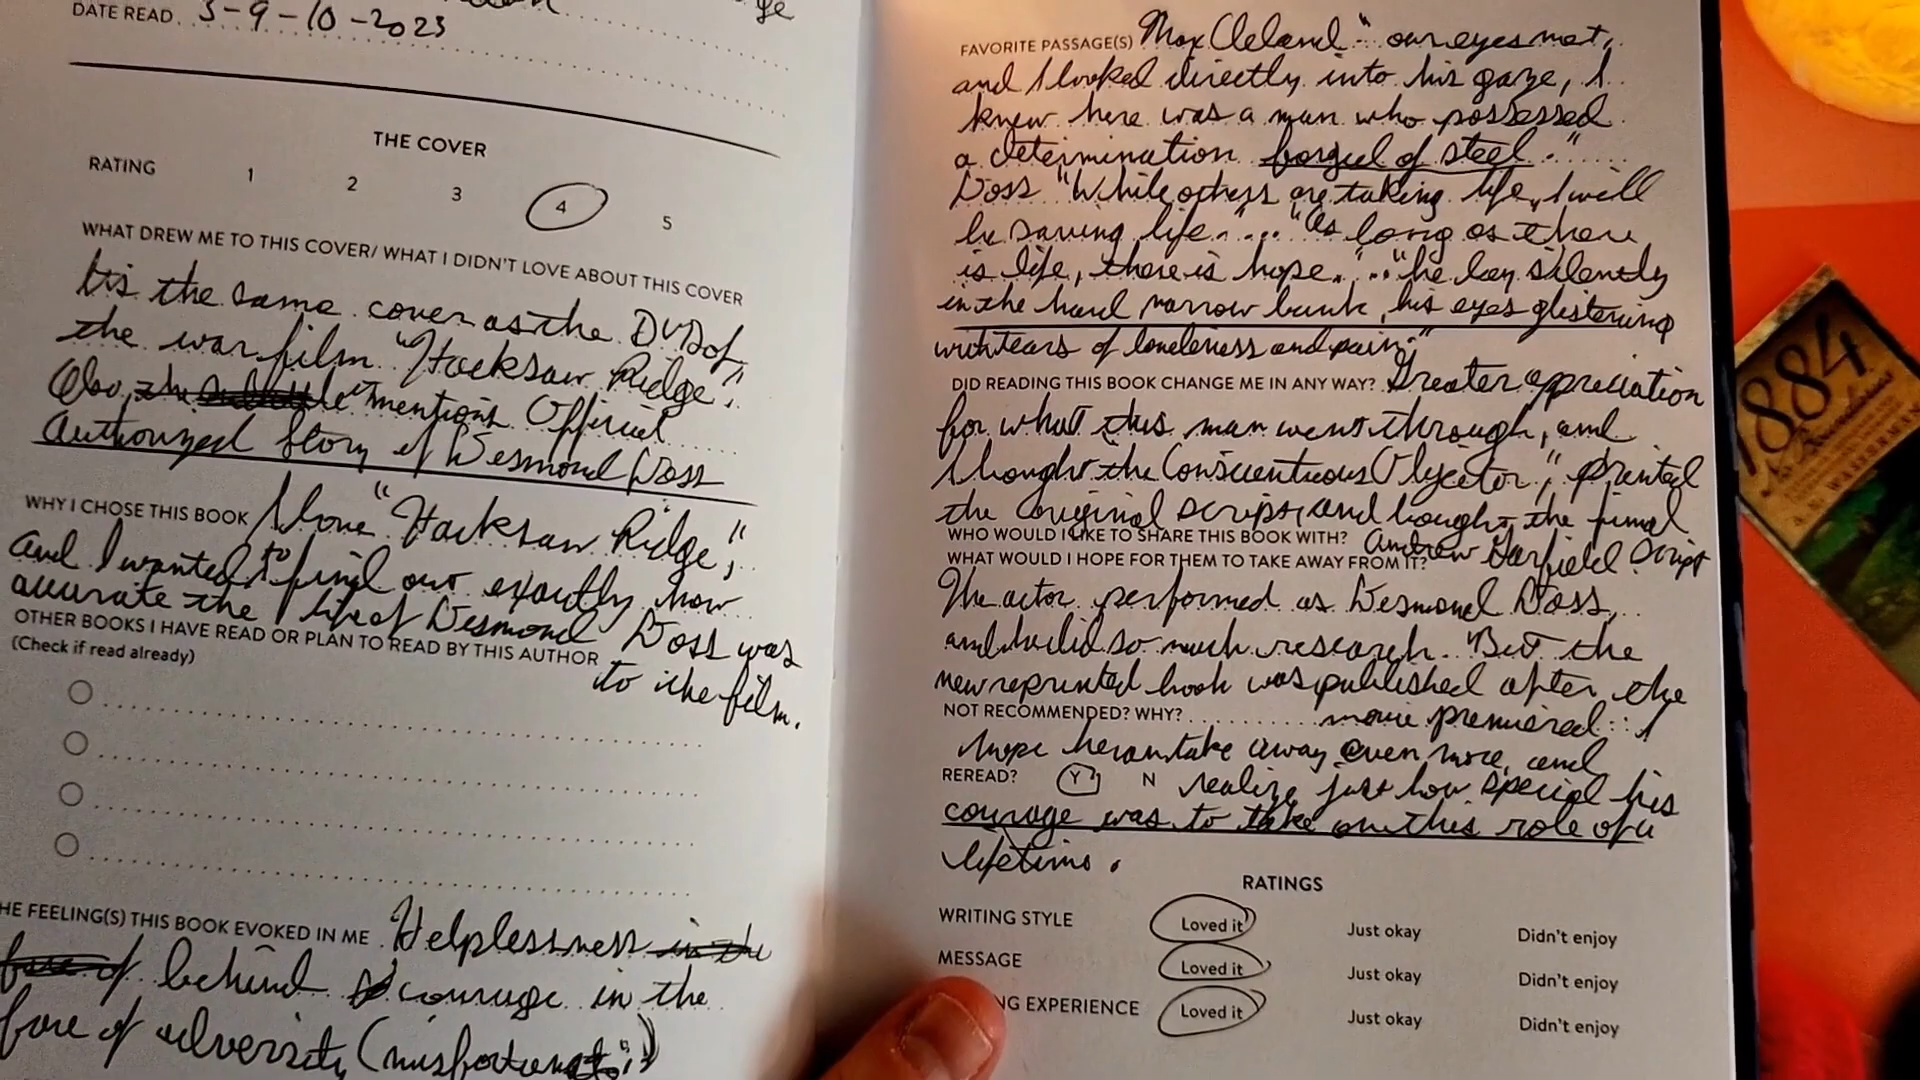 DATE READ 3-9-10-2023
THE COVER
RATING 1 2 3 4 5
WHAT DREW ME TO THIS COVER/ WHAT I DIDN'T LOVE ABOUT THIS COVER
Its the same cover as the DVD of
the war film "Hacksaw Ridge".
Also, the it mentions Official
Authorized Story of Desmond Doss
WHY I CHOSE THIS BOOK I love "Hacksaw Ridge,"
and I wanted to find out exactly how
accurate the life of Desmond Doss was
to the film.
OTHER BOOKS I HAVE READ OR PLAN TO READ BY THIS AUTHOR
(Check if read already)
HE FEELING(S) THIS BOOK EVOKED IN ME Helplessness in the
face of behind courage in the
face of adversity
FAVORITE PASSAGE(S) Max Cleland "our eyes met,
and I looked directly into his gaze, I
knew here was a man who possessed
a determination forged of steel."
Doss "While others are taking life, I will
be saving life." ... "As long as there
is life, there is hope." .. "he lay silently
in the hard narrow bunk, his eyes glistening
with tears of loneliness and pain."
DID READING THIS BOOK CHANGE ME IN ANY WAY? Greater appreciation
for what this man went through, and
the Conscientious Objector," printed
the original script, and bought the final
script
WHO WOULD I LIKE TO SHARE THIS BOOK WITH? Andrew Garfield
WHAT WOULD I HOPE FOR THEM TO TAKE AWAY FROM IT?
The actor performed as Desmond Doss,
and he did so much research. But the
new reprinted book was published after the
movie premiered. I
NOT RECOMMENDED? WHY?
hope he can take away even more, and
REREAD? Y N realize just how special his
courage was to take on this role of a
lifetime.
RATINGS
WRITING STYLE Loved it Just okay Didn't enjoy
MESSAGE Loved it Just okay Didn't enjoy
NG EXPERIENCE Loved it Just okay Didn't enjoy
1884